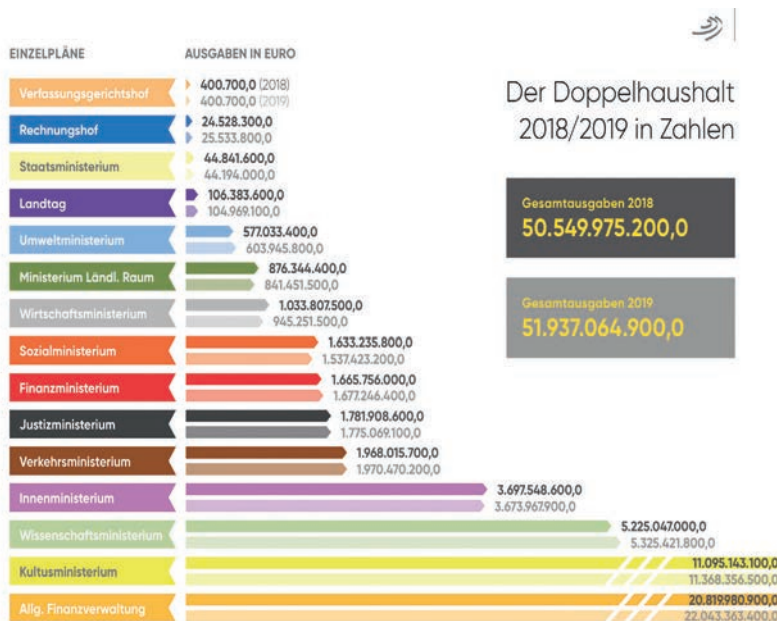 EINZELPLÄNE AUSGABEN IN EURO
Verfassungsgerichtshof 400.700,0 (2018)
400.700,0 (2019)
Rechnungshof 24.528.300,0
25.533.800,0
Staatsministerium 44.841.600,0
44.194.000,0
Landtag 106.383.600,0
104.969.100,0
Umweltministerium 577.033.400,0
603.945.800,0
Ministerium Ländl. Raum 876.344.400,0
841.451.500,0
Wirtschaftsministerium 1.033.807.500,0
945.251.500,0
Sozialministerium 1.633.235.800,0
1.537.423.200,0
Finanzministerium 1.665.756.000,0
1.677.246.400,0
Justizministerium 1.781.908.600,0
1.775.069.100,0
Verkehrsministerium 1.968.015.700,0
1.970.470.200,0
Innenministerium 3.697.548.600,0
3.673.967.900,0
Wissenschaftsministerium 5.225.047.000,0
5.325.421.800,0
Kultusministerium 11.095.143.100,0
11.368.356.500,0
Allg. Finanzverwaltung 20.819.980.900,0
22.043.363.400,0
Der Doppelhaushalt
2018/2019 in Zahlen
Gesamtausgaben 2018
50.549.975.200,0
Gesamtausgaben 2019
51.937.064.900,0